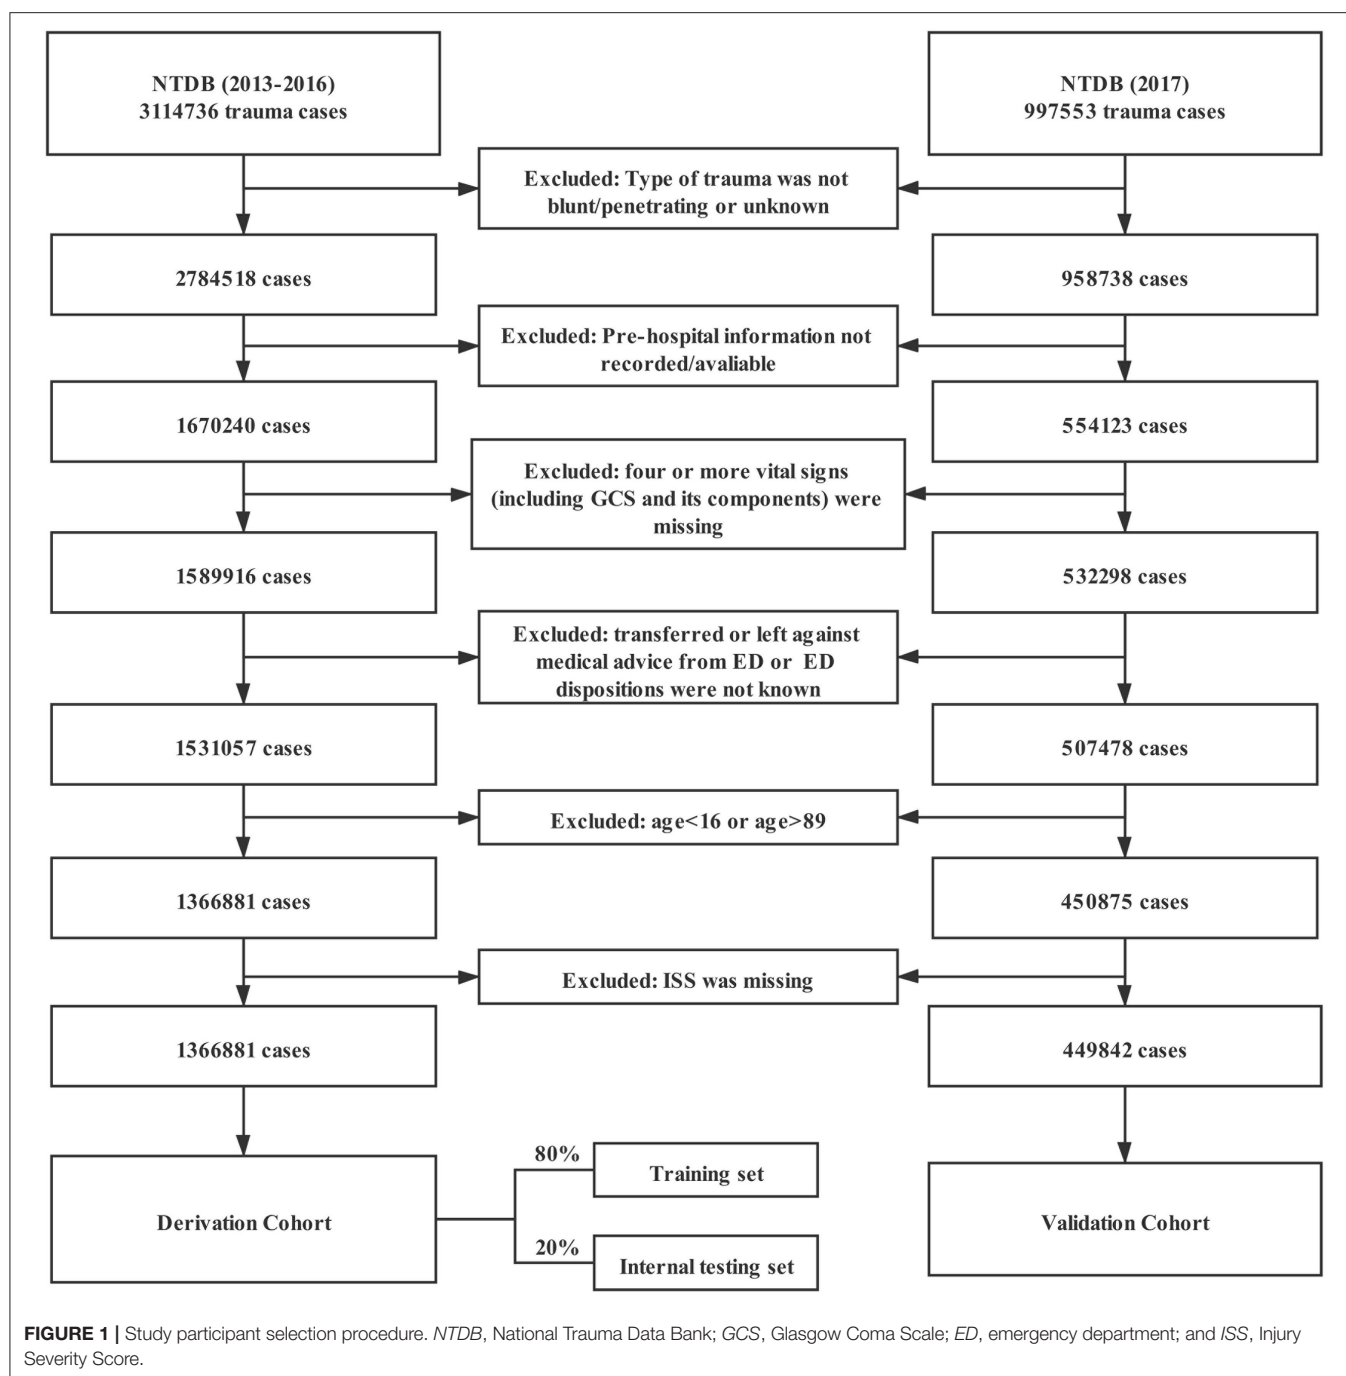 NTDB (2013-2016)
3114736 trauma cases
NTDB (2017)
997553 trauma cases
Excluded: Type of trauma was not
blunt/penetrating or unknown
2784518 cases
958738 cases
Excluded: Pre-hospital information not
recorded/avaliable
1670240 cases
554123 cases
Excluded: four or more vital signs
(including GCS and its components) were
missing
1589916 cases
532298 cases
Excluded: transferred or left against
medical advice from ED or ED
dispositions were not known
1531057 cases
507478 cases
Excluded: age<16 or age>89
1366881 cases
450875 cases
Excluded: ISS was missing
1366881 cases
449842 cases
Derivation Cohort
80%
Training set
20%
Internal testing set
Validation Cohort
FIGURE 1 | Study participant selection procedure. NTDB, National Trauma Data Bank; GCS, Glasgow Coma Scale; ED, emergency department; and ISS, Injury
Severity Score.